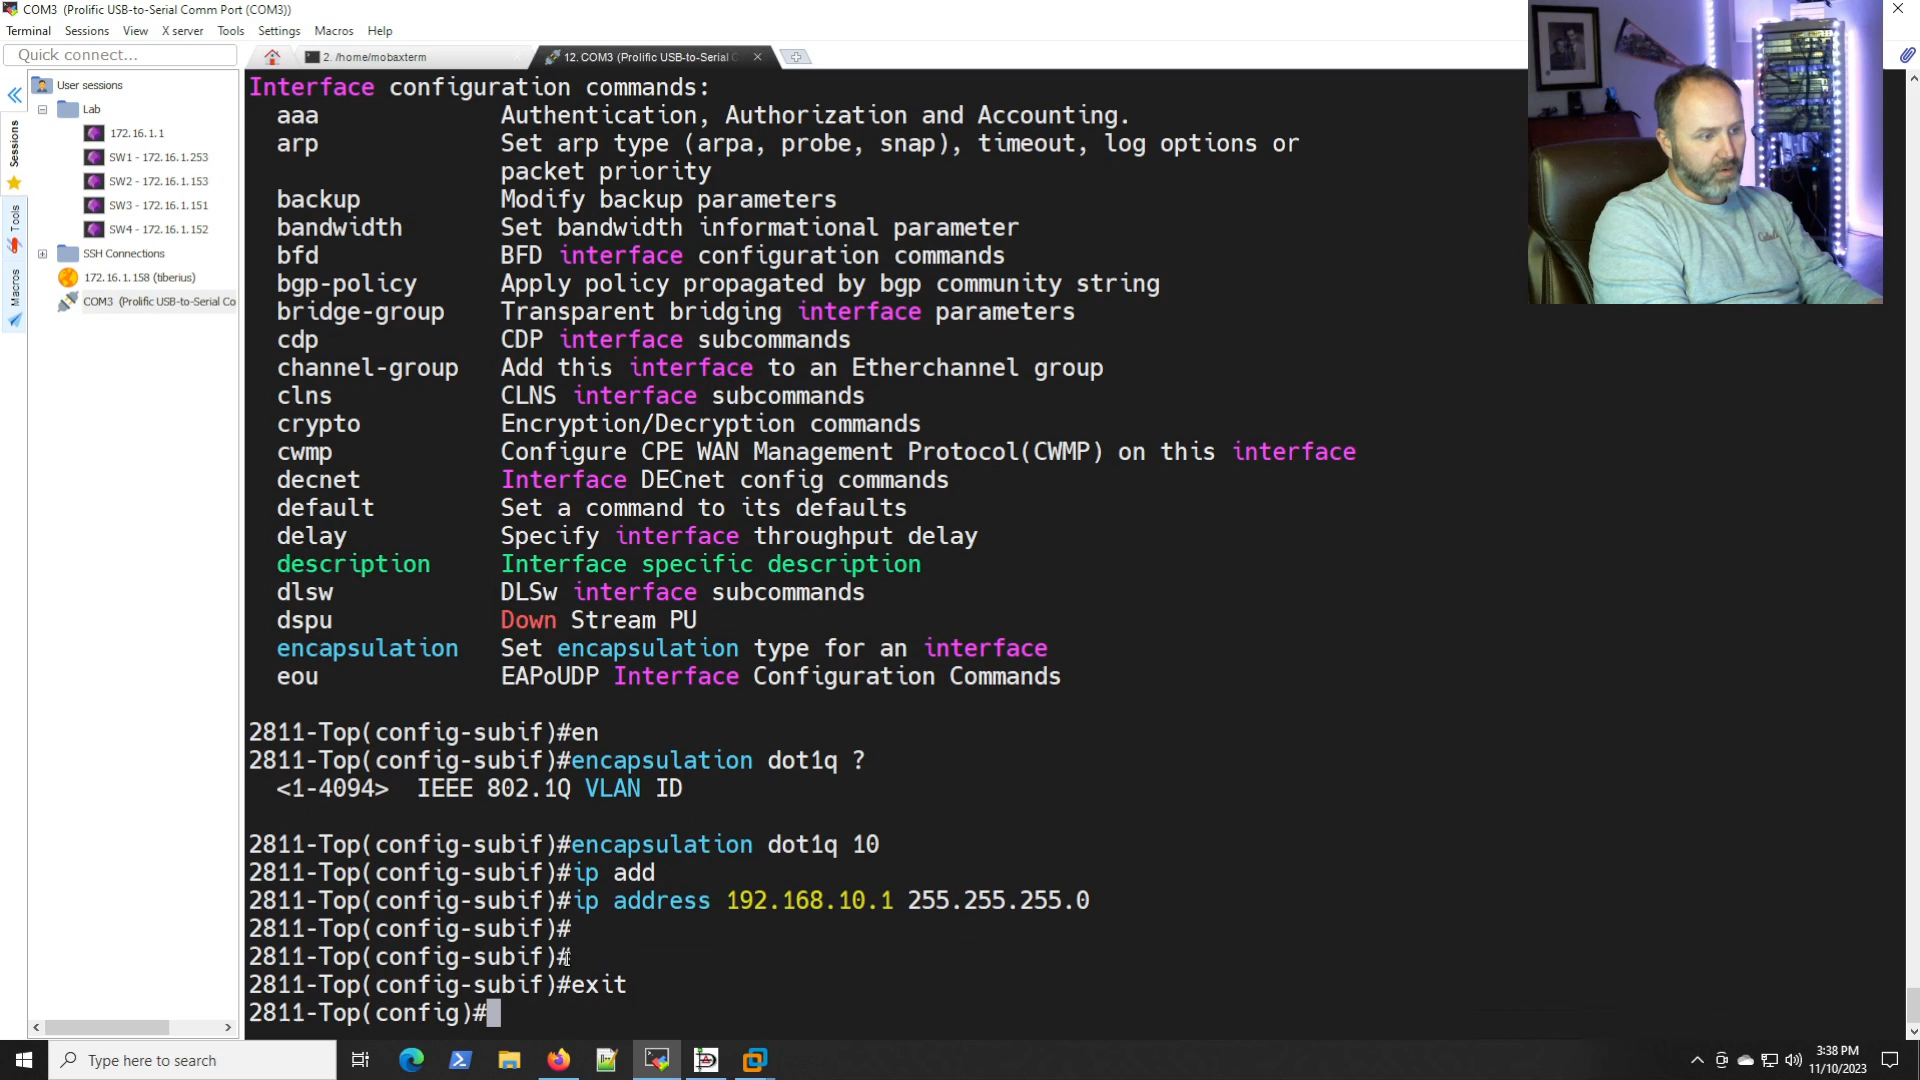 COM3 (Prolific USB-to-Serial Comm Port (COM3))
Terminal Sessions View X server Tools Settings Macros Help
Quick connect...
2. /home/mobaxterm
12. COM3 (Prolific USB-to-Serial C
User sessions
Lab
172.16.1.1
SW1 - 172.16.1.253
SW2 - 172.16.1.153
SW3 - 172.16.1.151
SW4 - 172.16.1.152
SSH Connections
172.16.1.158 (tiberius)
COM3 (Prolific USB-to-Serial Co
Sessions
Tools
Macros
Interface configuration commands:
aaa Authentication, Authorization and Accounting.
arp Set arp type (arpa, probe, snap), timeout, log options or
packet priority
backup Modify backup parameters
bandwidth Set bandwidth informational parameter
bfd BFD interface configuration commands
bgp-policy Apply policy propagated by bgp community string
bridge-group Transparent bridging interface parameters
cdp CDP interface subcommands
channel-group Add this interface to an Etherchannel group
clns CLNS interface subcommands
crypto Encryption/Decryption commands
cwmp Configure CPE WAN Management Protocol(CWMP) on this interface
decnet Interface DECnet config commands
default Set a command to its defaults
delay Specify interface throughput delay
description Interface specific description
dlsw DLSw interface subcommands
dspu Down Stream PU
encapsulation Set encapsulation type for an interface
eou EAPoUDP Interface Configuration Commands
2811-Top(config-subif)#en
2811-Top(config-subif)#encapsulation dot1q ?
<1-4094> IEEE 802.1Q VLAN ID
2811-Top(config-subif)#encapsulation dot1q 10
2811-Top(config-subif)#ip add
2811-Top(config-subif)#ip address 192.168.10.1 255.255.255.0
2811-Top(config-subif)#
2811-Top(config-subif)#
2811-Top(config-subif)#exit
2811-Top(config)#
Type here to search
3:38 PM
11/10/2023